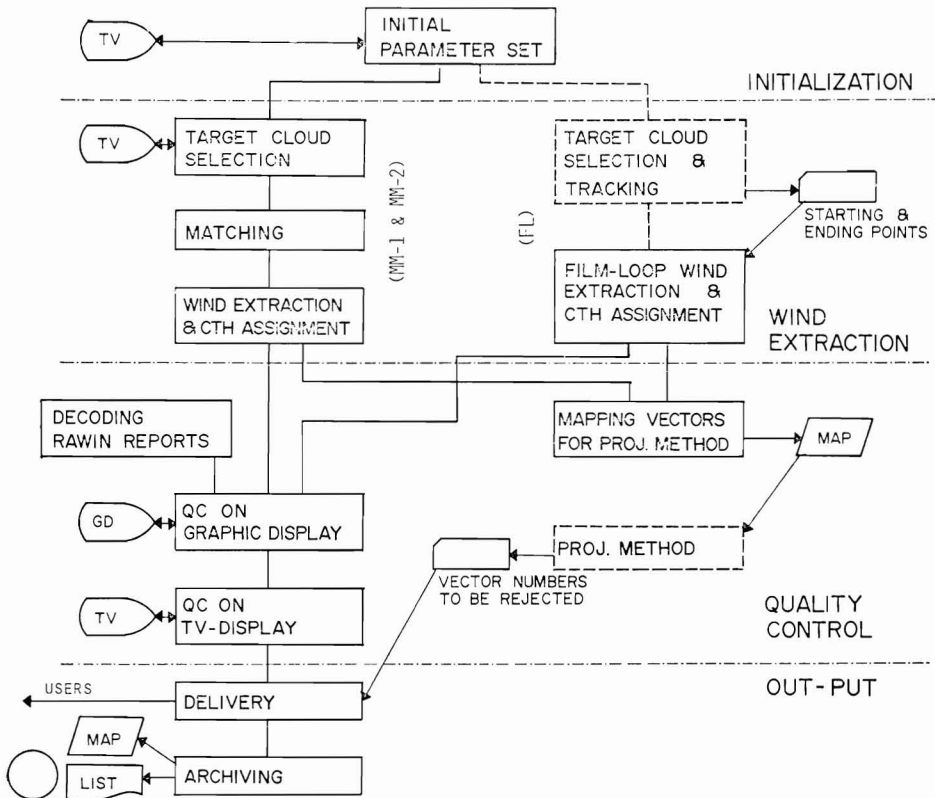 TV
INITIAL
PARAMETER SET
INITIALIZATION
TV
TARGET CLOUD
SELECTION
(MM-1 & MM-2)
TARGET CLOUD
SELECTION &
TRACKING
(FL)
STARTING &
ENDING POINTS
MATCHING
WIND EXTRACTION
& CTH ASSIGNMENT
FILM-LOOP WIND
EXTRACTION &
CTH ASSIGNMENT
WIND
EXTRACTION
DECODING
RAWIN REPORTS
MAPPING VECTORS
FOR PROJ. METHOD
MAP
GD
QC ON
GRAPHIC DISPLAY
PROJ. METHOD
VECTOR NUMBERS
TO BE REJECTED
TV
QC ON
TV-DISPLAY
QUALITY
CONTROL
OUT-PUT
USERS
DELIVERY
MAP
LIST
ARCHIVING